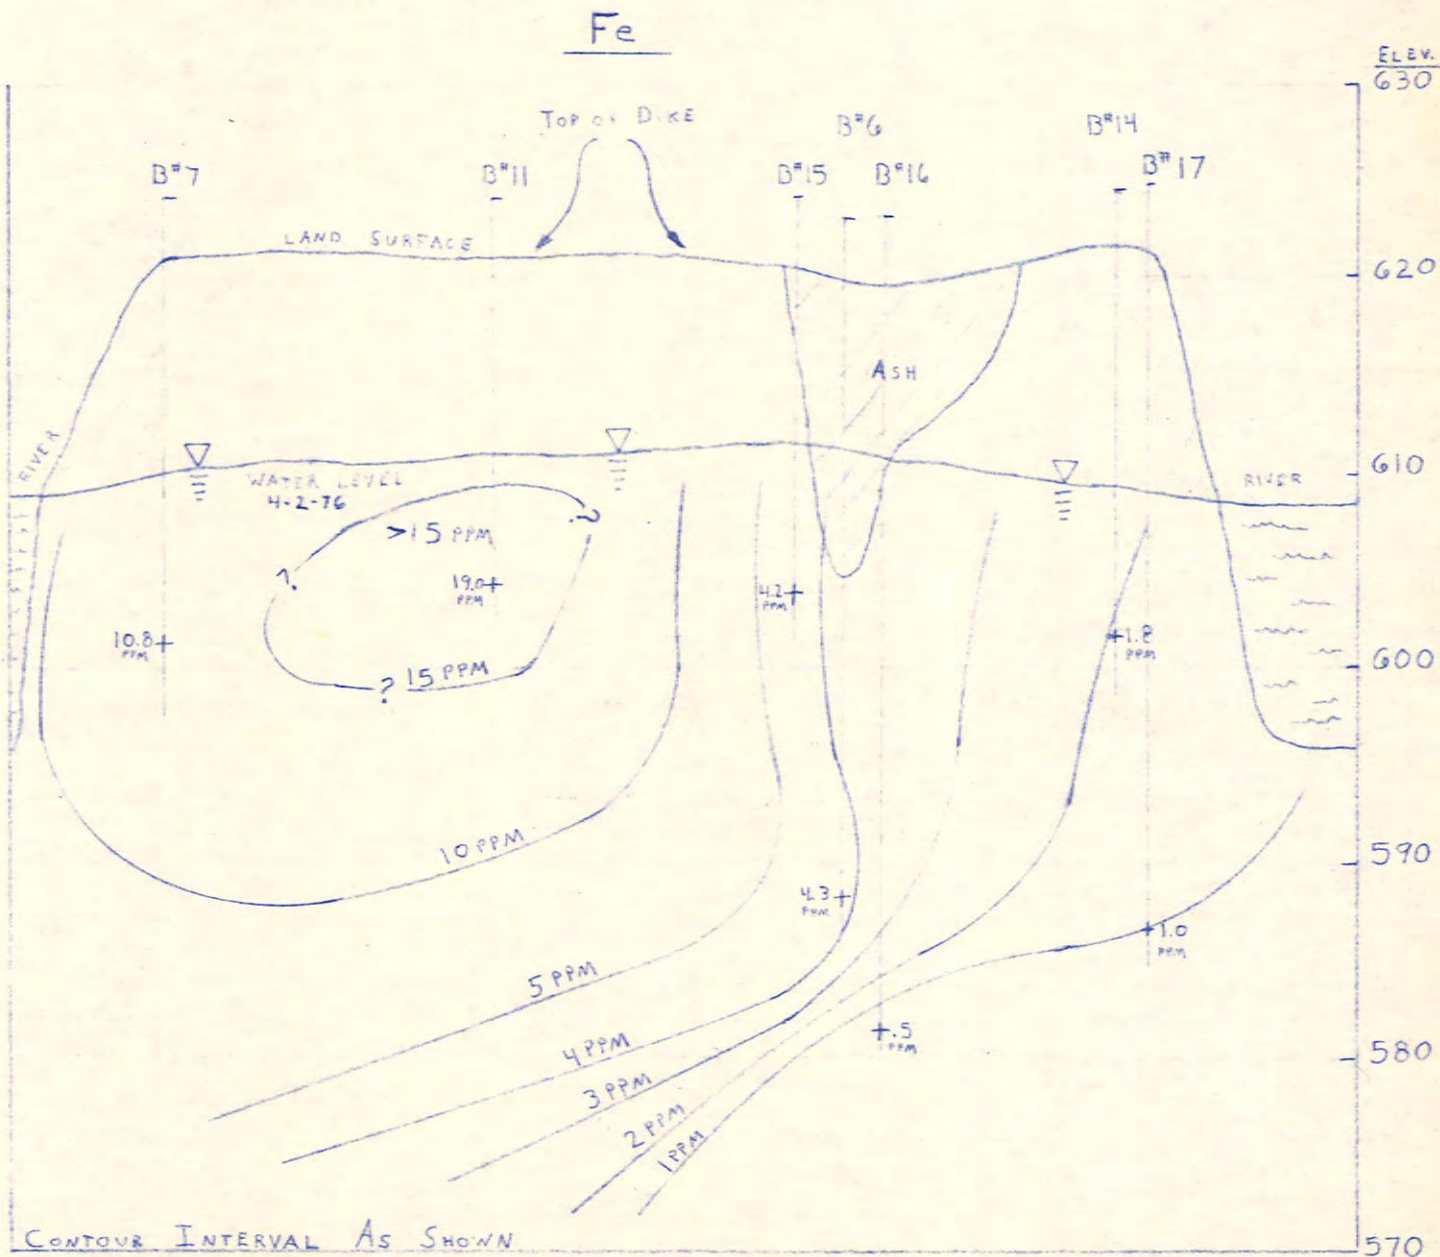 Fe
ELEV.
630
TOP OF DIKE
B#6
B#14
B#7
B#11
B#15
B#16
B#17
LAND SURFACE
620
ASH
RIVER
610
WATER LEVEL
4-2-76
RIVER
>15 PPM
?
?
19.0
PPM
4.2
PPM
10.8
PPM
1.8
PPM
600
? 15 PPM
10 PPM
590
4.3
PPM
1.0
PPM
5 PPM
.5
PPM
4 PPM
580
3 PPM
2 PPM
1 PPM
CONTOUR INTERVAL AS SHOWN
570